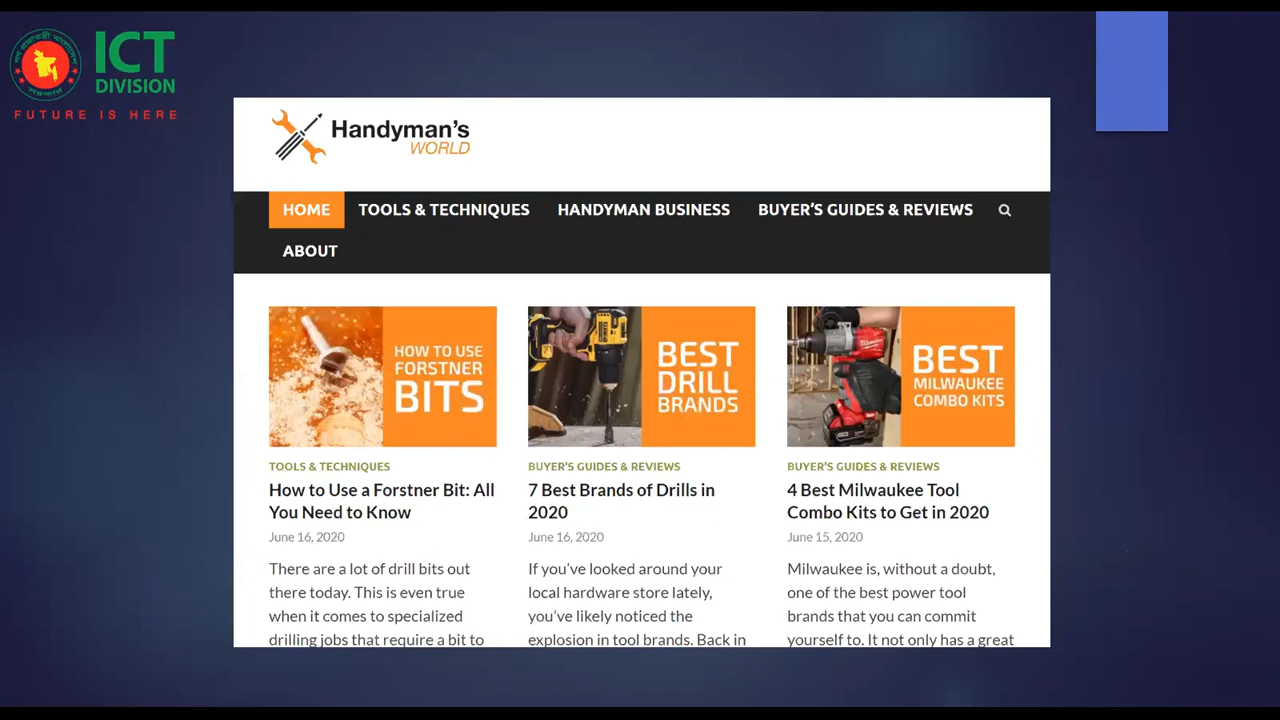 ICT
DIVISION
FUTURE IS HERE
Handyman's
WORLD
HOME TOOLS & TECHNIQUES HANDYMAN BUSINESS BUYER'S GUIDES & REVIEWS
ABOUT
HOW TO USE
FORSTNER
BITS
BEST
DRILL
BRANDS
BEST
MILWAUKEE
COMBO KITS
TOOLS & TECHNIQUES
How to Use a Forstner Bit: All
You Need to Know
June 16, 2020
There are a lot of drill bits out
there today. This is even true
when it comes to specialized
drilling jobs that require a bit to
BUYER'S GUIDES & REVIEWS
7 Best Brands of Drills in
2020
June 16, 2020
If you've looked around your
local hardware store lately,
you've likely noticed the
explosion in tool brands. Back in
BUYER'S GUIDES & REVIEWS
4 Best Milwaukee Tool
Combo Kits to Get in 2020
June 15, 2020
Milwaukee is, without a doubt,
one of the best power tool
brands that you can commit
yourself to. It not only has a great